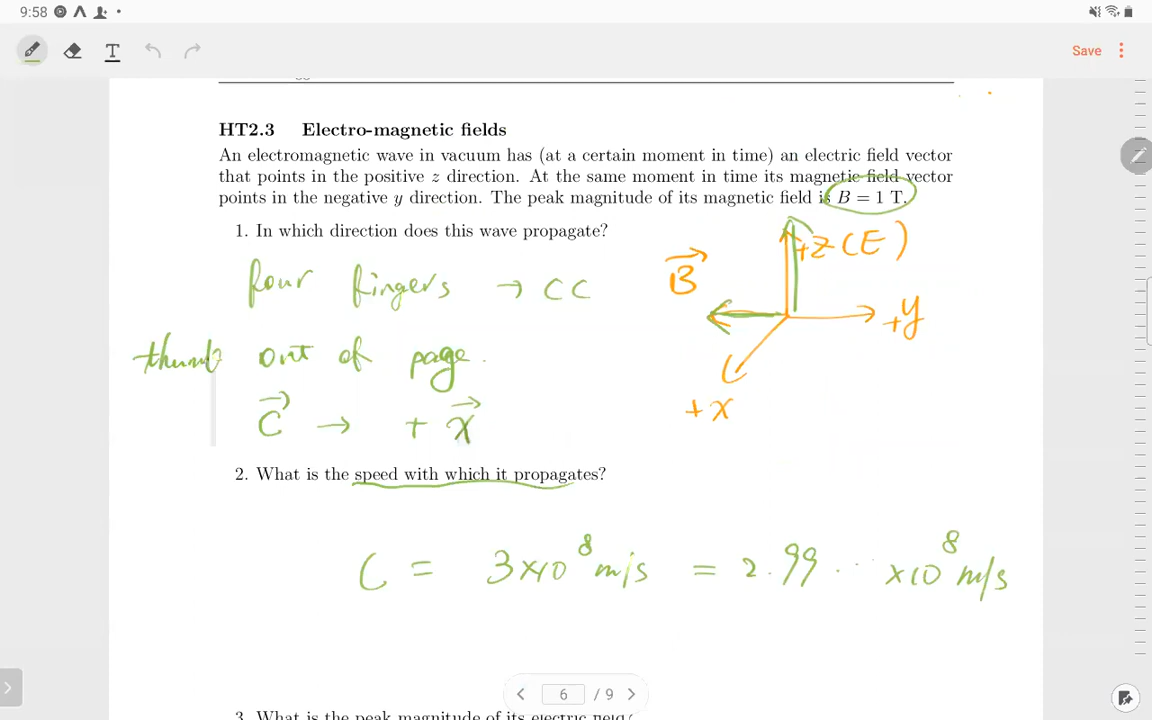 9:58
T
Save
HT2.3 Electro-magnetic fields
An electromagnetic wave in vacuum has (at a certain moment in time) an electric field vector
that points in the positive z direction. At the same moment in time its magnetic field vector
points in the negative y direction. The peak magnitude of its magnetic field is B = 1 T.
1. In which direction does this wave propagate?
+z (E)
B⃗
four fingers → CC
+y
thumb out of page.
+x
C⃗ → + x⃗
2. What is the speed with which it propagates?
C = 3×10⁸ m/s = 2.99... ×10⁸ m/s
6 / 9
3. What is the peak magnitude of its electric field?